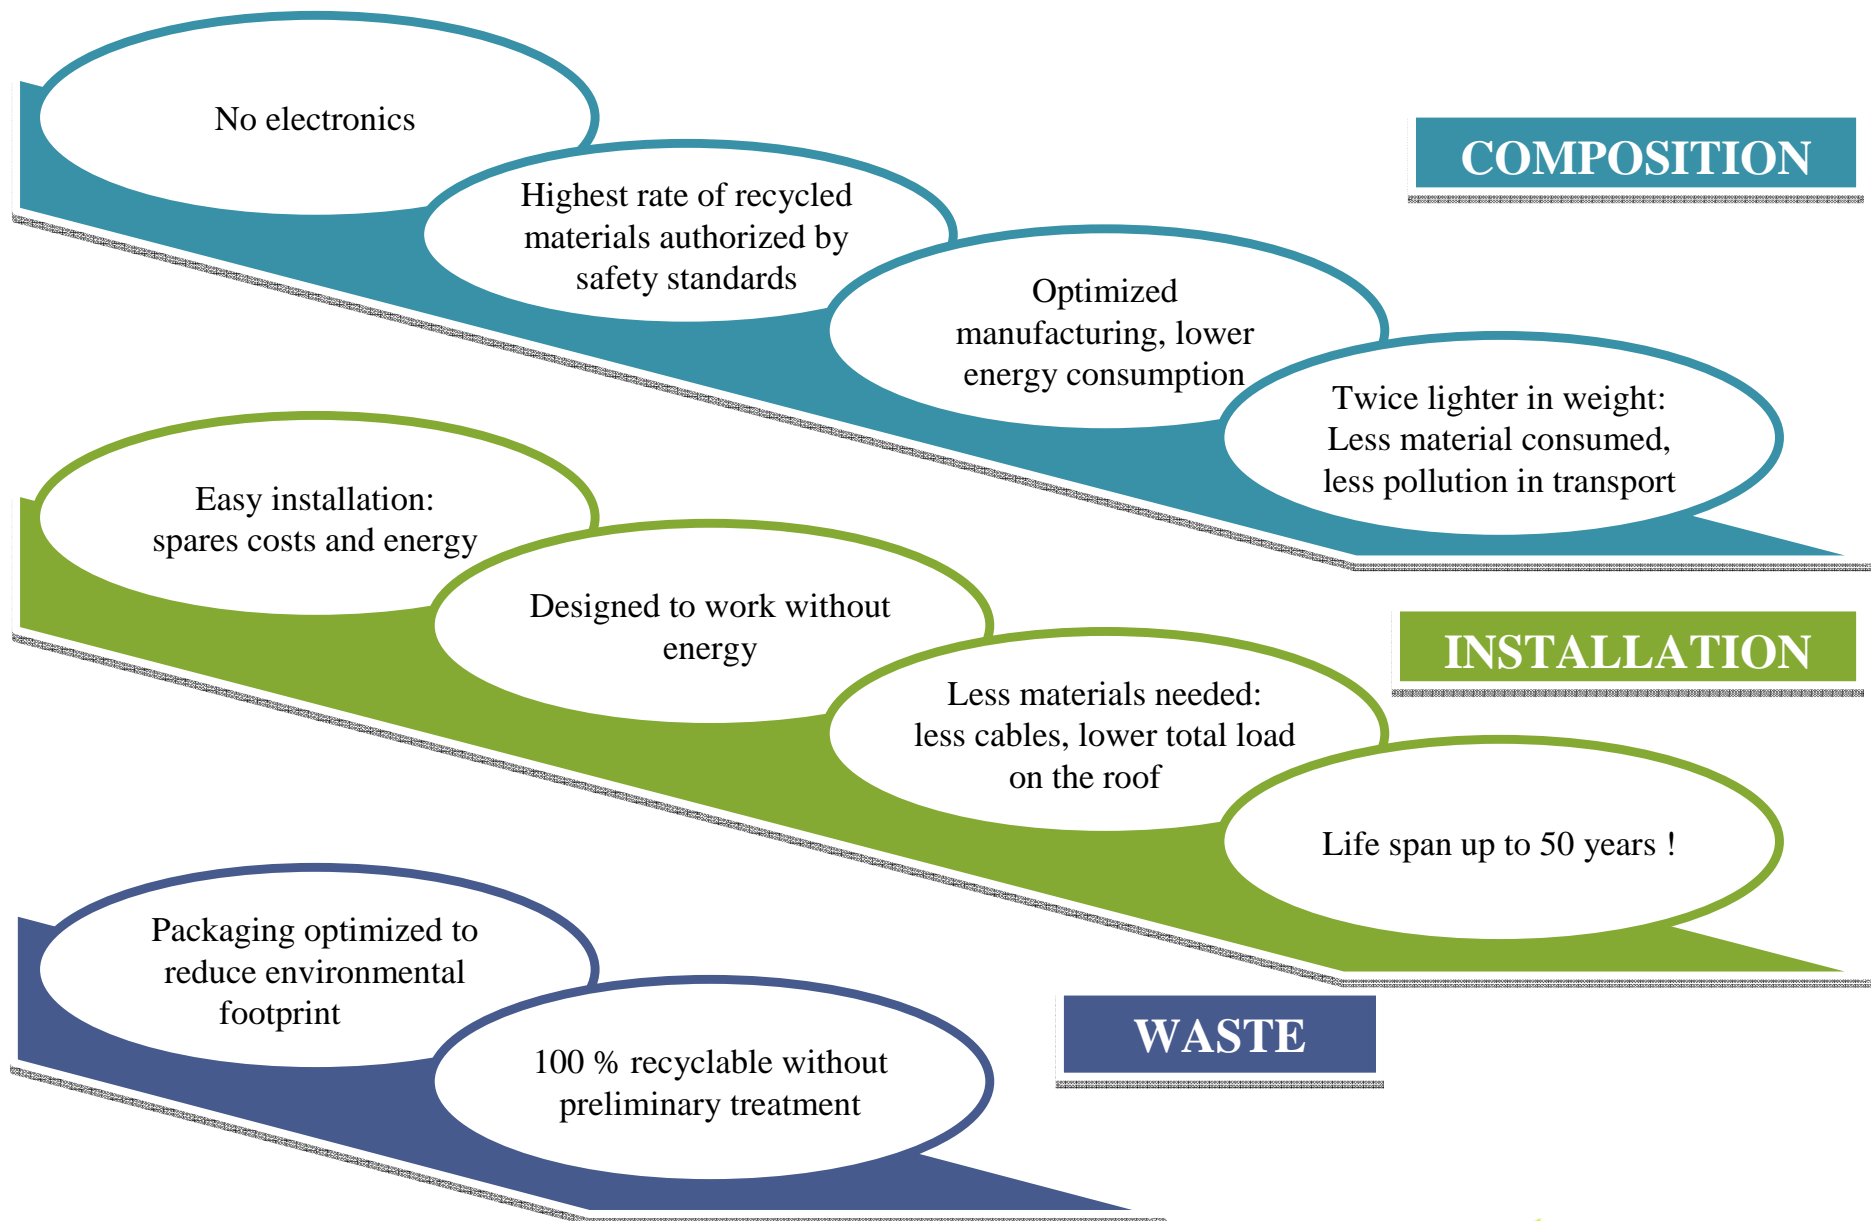 No electronics
Highest rate of recycled
materials authorized by
safety standards
Optimized
manufacturing, lower
energy consumption
Twice lighter in weight:
Less material consumed,
less pollution in transport
COMPOSITION
Easy installation:
spares costs and energy
Designed to work without
energy
Less materials needed:
less cables, lower total load
on the roof
Life span up to 50 years !
INSTALLATION
Packaging optimized to
reduce environmental
footprint
100 % recyclable without
preliminary treatment
WASTE